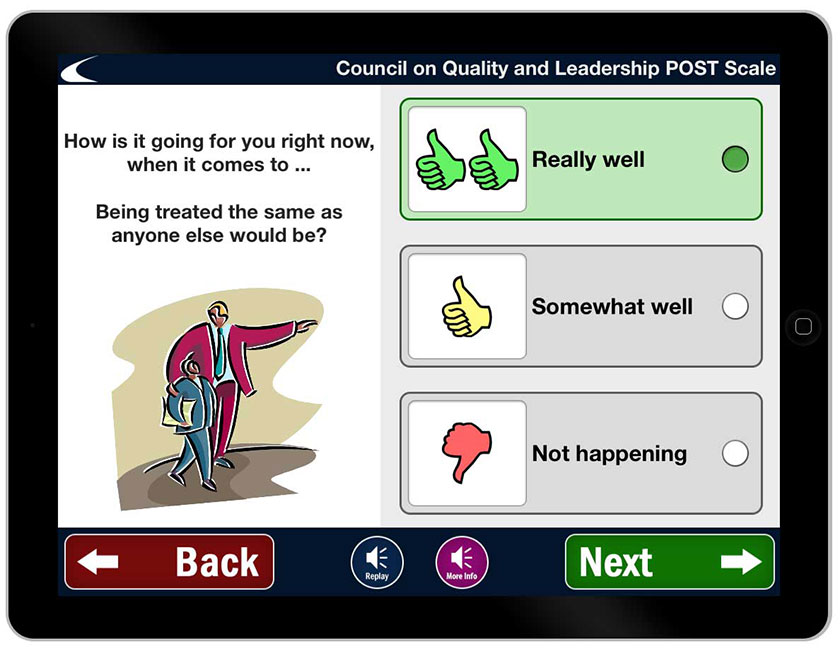 Council on Quality and Leadership POST Scale
How is it going for you right now,
when it comes to ...
Being treated the same as
anyone else would be?
Really well
Somewhat well
Not happening
Back
Replay
More Info
Next